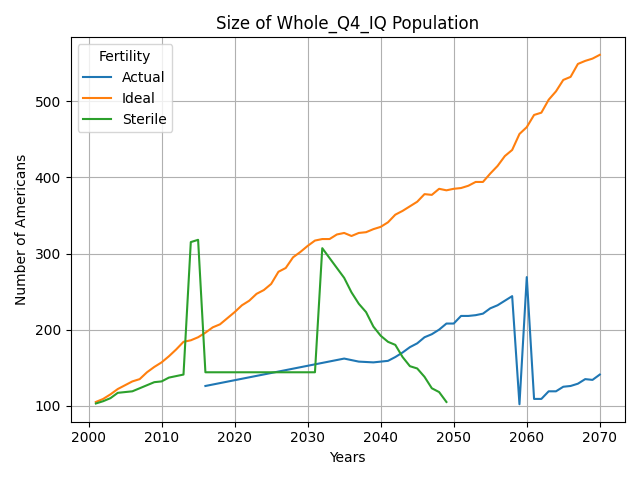 Size of Whole_Q4_IQ Population
Fertility
Actual
Ideal
Sterile
Number of Americans
500
400
300
200
100
2000
2010
2020
2030
2040
2050
2060
2070
Years